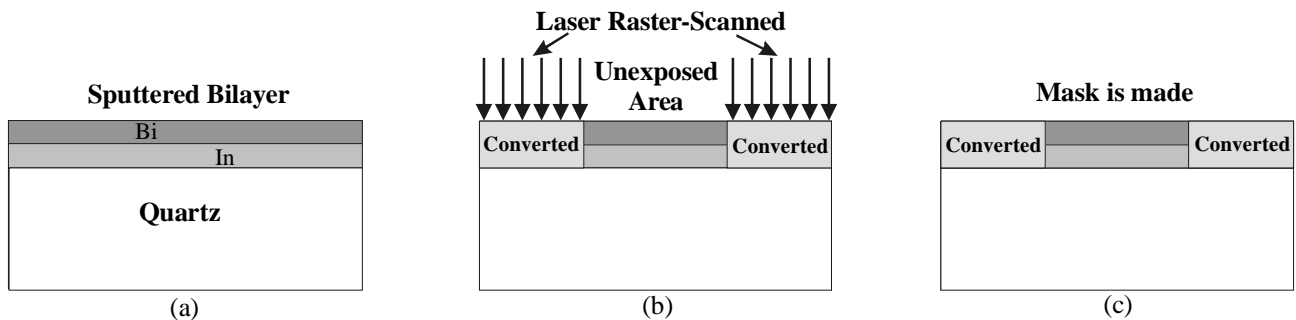 Sputtered Bilayer
Bi
In
Quartz
(a)
Laser Raster-Scanned
Unexposed
Area
Converted
Converted
(b)
Mask is made
Converted
Converted
(c)